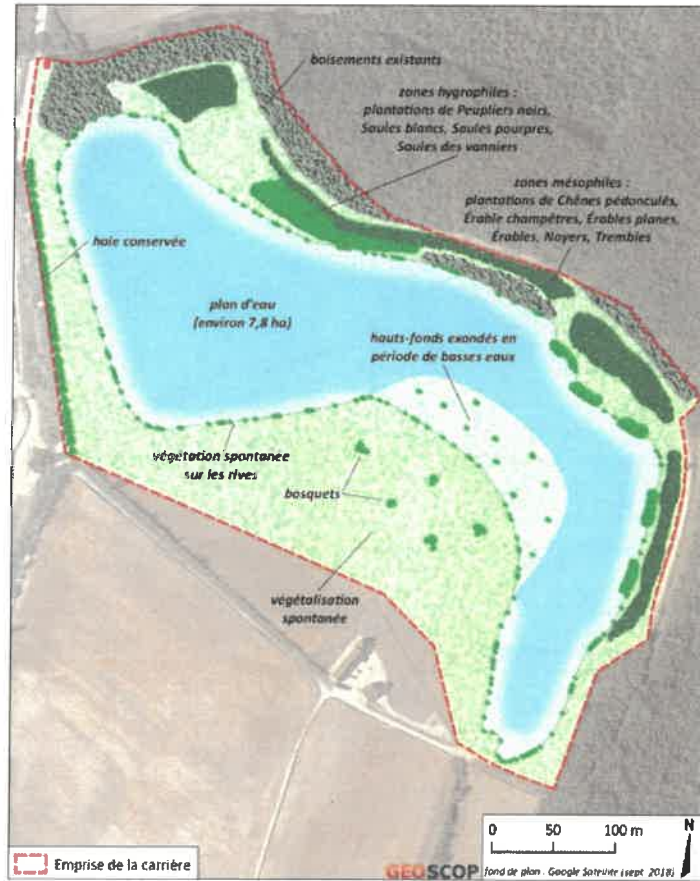 boisements existants
zones hygrophiles :
plantations de Peupliers noirs,
Saules blancs, Saules pourpres,
Saules des vanniers
zones mésophiles :
plantations de Chênes pédonculés,
Érable champêtres, Érables planes,
Érables, Noyers, Trembles
haie conservée
plan d'eau
(environ 7,8 ha)
hauts-fonds exondés en
période de basses eaux
végétation spontanée
sur les rives
bosquets
végétalisation
spontanée
0 50 100 m
N
Emprise de la carrière
GEOSCOP
fond de plan : Google Satellite (sept. 2018)